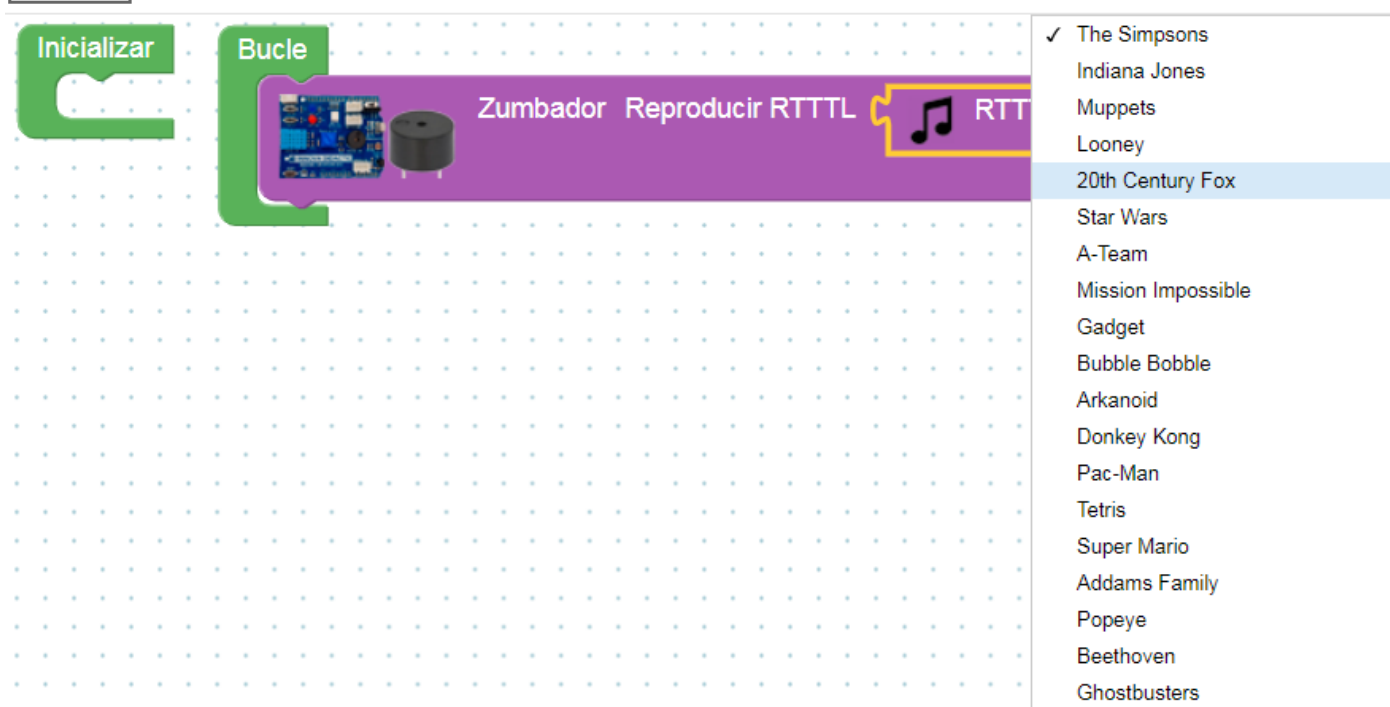 Inicializar
Bucle
Zumbador Reproducir RTTTL RTT
✓ The Simpsons
Indiana Jones
Muppets
Looney
20th Century Fox
Star Wars
A-Team
Mission Impossible
Gadget
Bubble Bobble
Arkanoid
Donkey Kong
Pac-Man
Tetris
Super Mario
Addams Family
Popeye
Beethoven
Ghostbusters